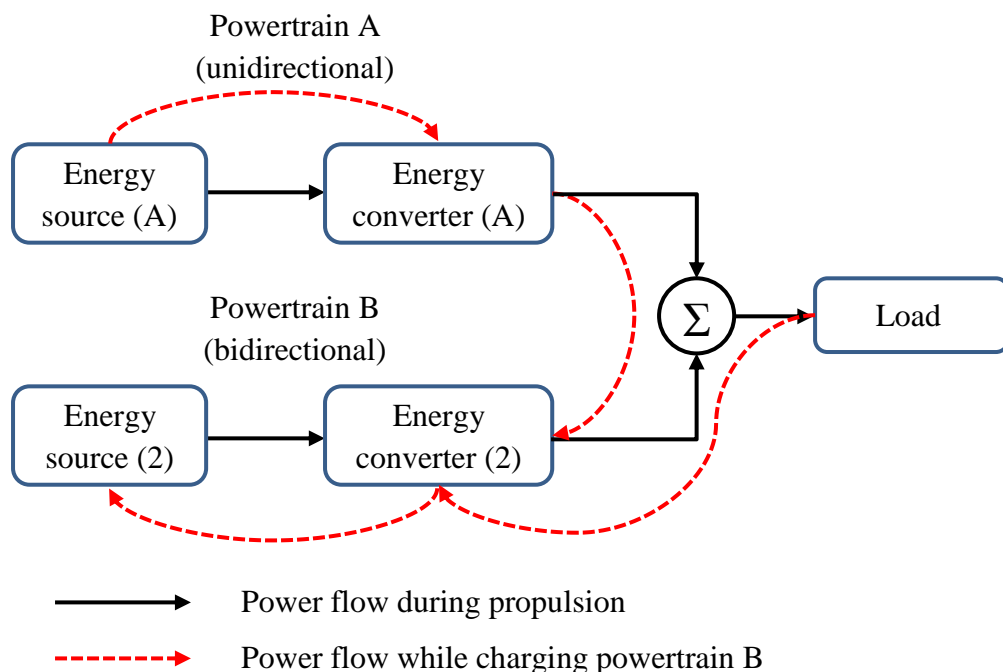 Powertrain A
(unidirectional)
Energy
source (A)
Energy
converter (A)
Powertrain B
(bidirectional)
Σ
Load
Energy
source (2)
Energy
converter (2)
Power flow during propulsion
Power flow while charging powertrain B